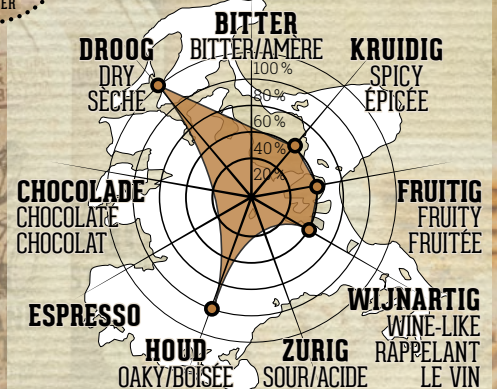 ER
BITTER
BITTER/AMÈRE
DROOG
DRY
SÈCHE
KRUIDIG
SPICY
ÉPICÉE
100%
80%
60%
40%
20%
CHOCOLADE
CHOCOLATE
CHOCOLAT
FRUITIG
FRUITY
FRUITÉE
ESPRESSO
WIJNARTIG
WINE-LIKE
RAPPELANT
LE VIN
HOUD
OAKY/BOISÉE
ZURIG
SOUR/ACIDE